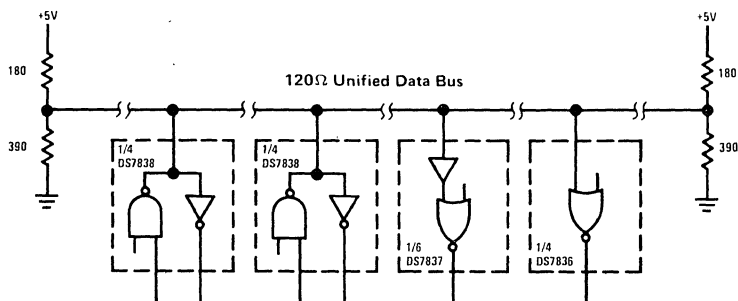 +5V
+5V
180
180
120Ω Unified Data Bus
390
390
1/4
DS7838
1/4
DS7838
1/6
DS7837
1/4
DS7836